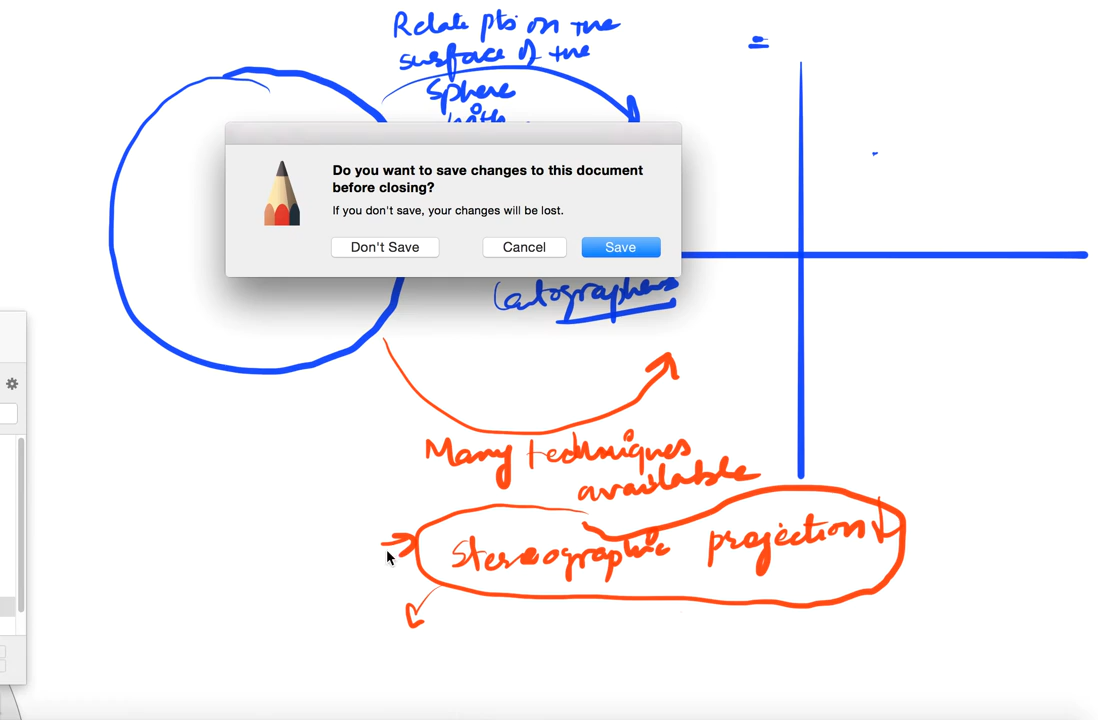 Relate pts on the
surface of the
sphere
with
=
Do you want to save changes to this document
before closing?
If you don't save, your changes will be lost.
Don't Save
Cancel
Save
Cartographers
Many techniques
available
stereographic projection